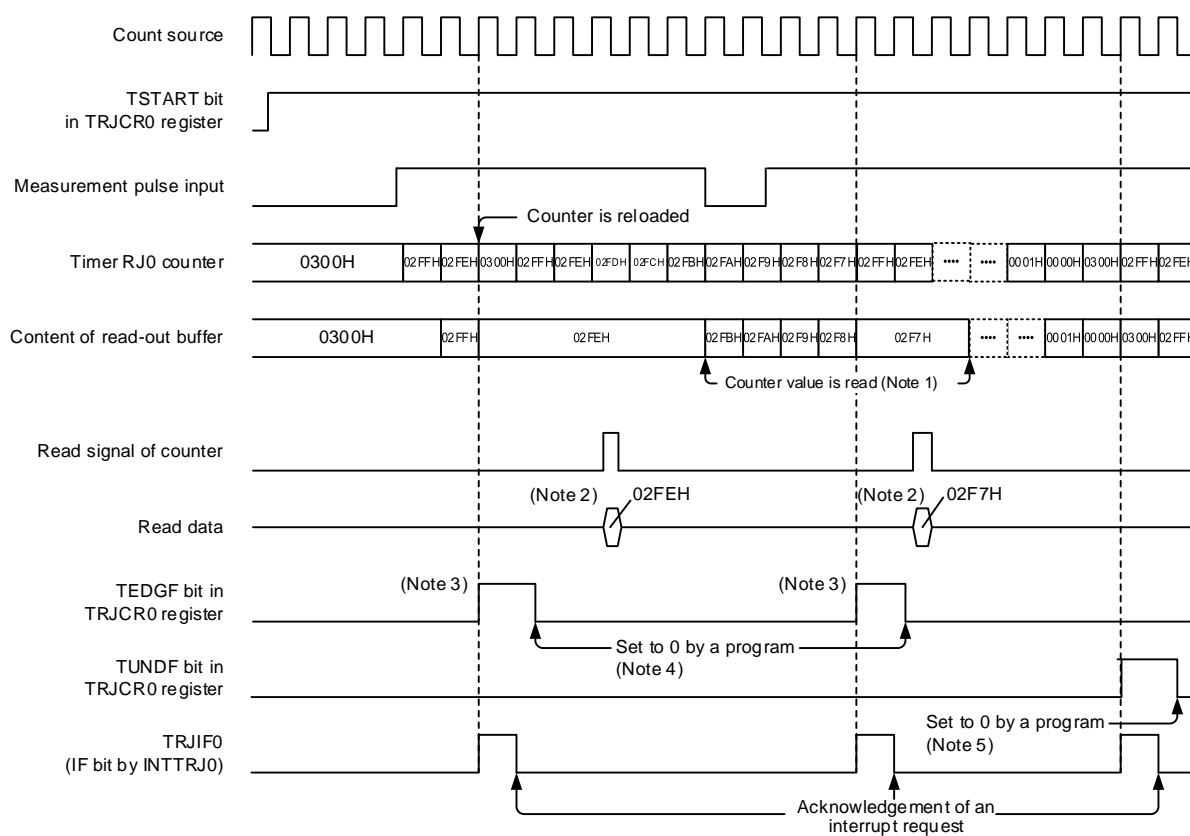 Count source
TSTART bit
in TRJCR0 register
Measurement pulse input
Counter is reloaded
Timer RJ0 counter
0300H 02FFH 02FEH 0300H 02FFH 02FEH 02FDH 02FCH 02FBH 02FAH 02F9H 02F8H 02F7H 02FFH 02FEH •••• •••• 0001H 0000H 0300H 02FFH 02FEH
Content of read-out buffer
0300H 02FFH 02FEH 02FBH 02FAH 02F9H 02F8H 02F7H •••• •••• 0001H 0000H 0300H 02FFH
Counter value is read (Note 1)
Read signal of counter
(Note 2) 02FEH (Note 2) 02F7H
Read data
TEDGF bit in
TRJCR0 register
(Note 3) (Note 3)
Set to 0 by a program
(Note 4)
TUNDF bit in
TRJCR0 register
Set to 0 by a program
(Note 5)
TRJIF0
(IF bit by INTTRJ0)
Acknowledgement of an
interrupt request